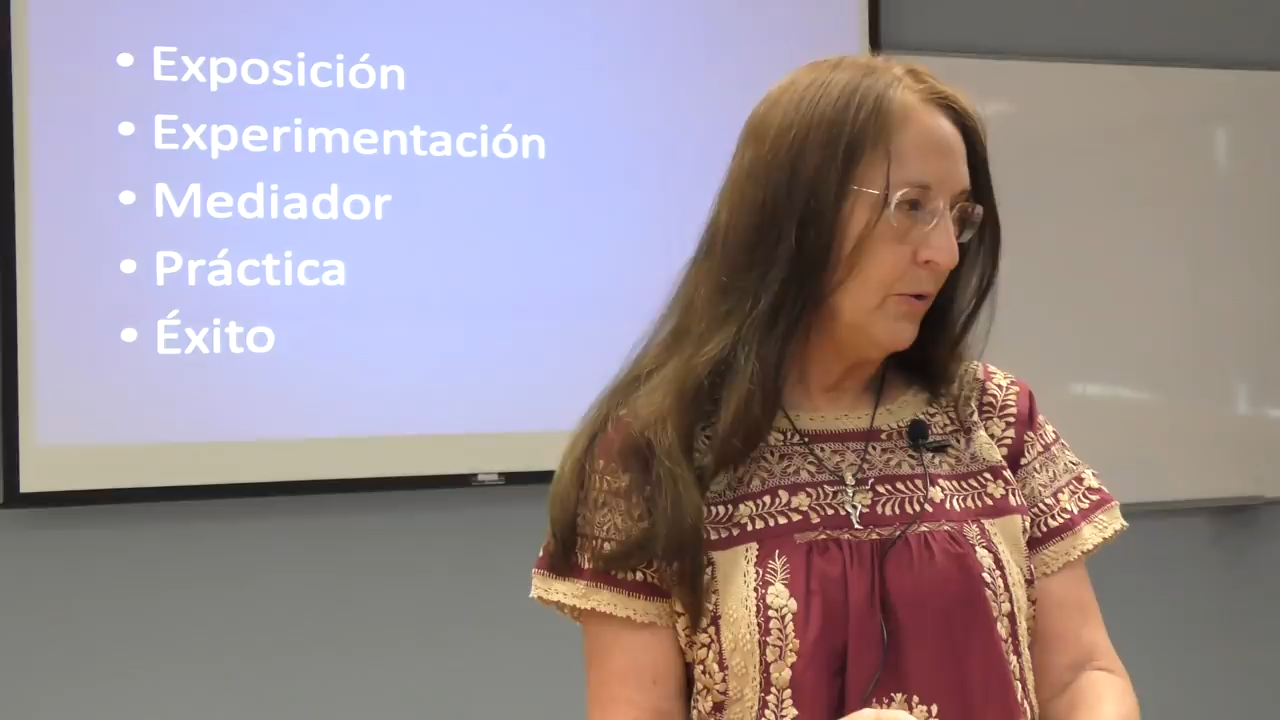 • Exposición
• Experimentación
• Mediador
• Práctica
• Éxito